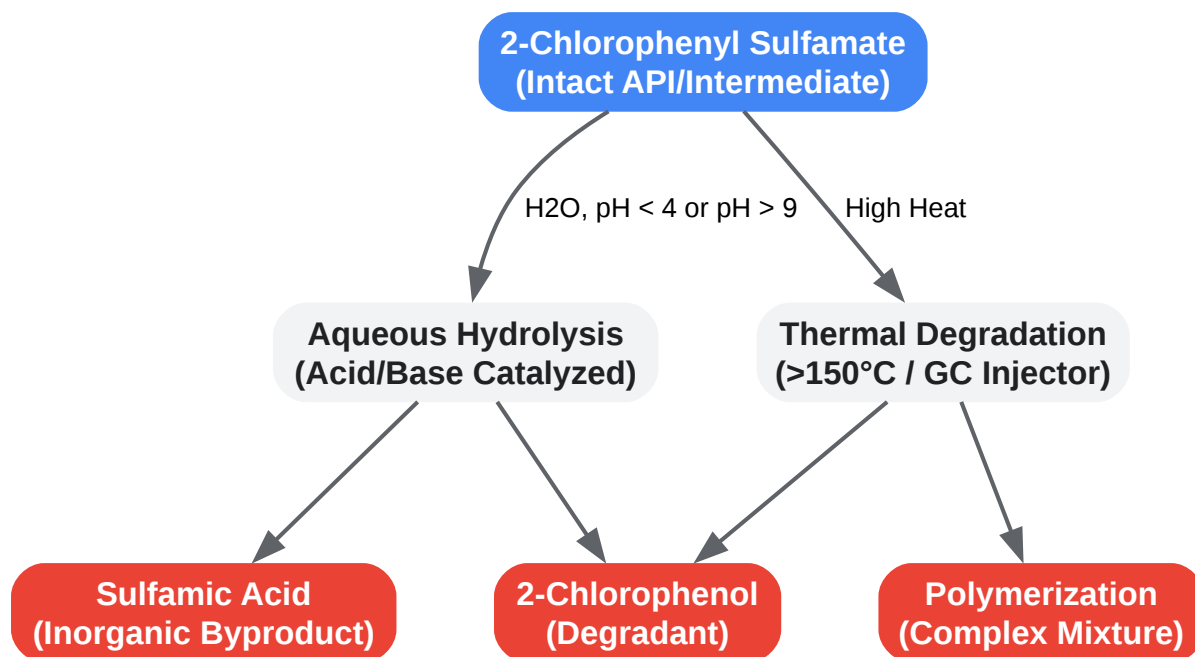 2-Chlorophenyl Sulfamate
(Intact API/Intermediate)
H2O, pH < 4 or pH > 9
High Heat
Aqueous Hydrolysis
(Acid/Base Catalyzed)
Thermal Degradation
(>150°C / GC Injector)
Sulfamic Acid
(Inorganic Byproduct)
2-Chlorophenol
(Degradant)
Polymerization
(Complex Mixture)